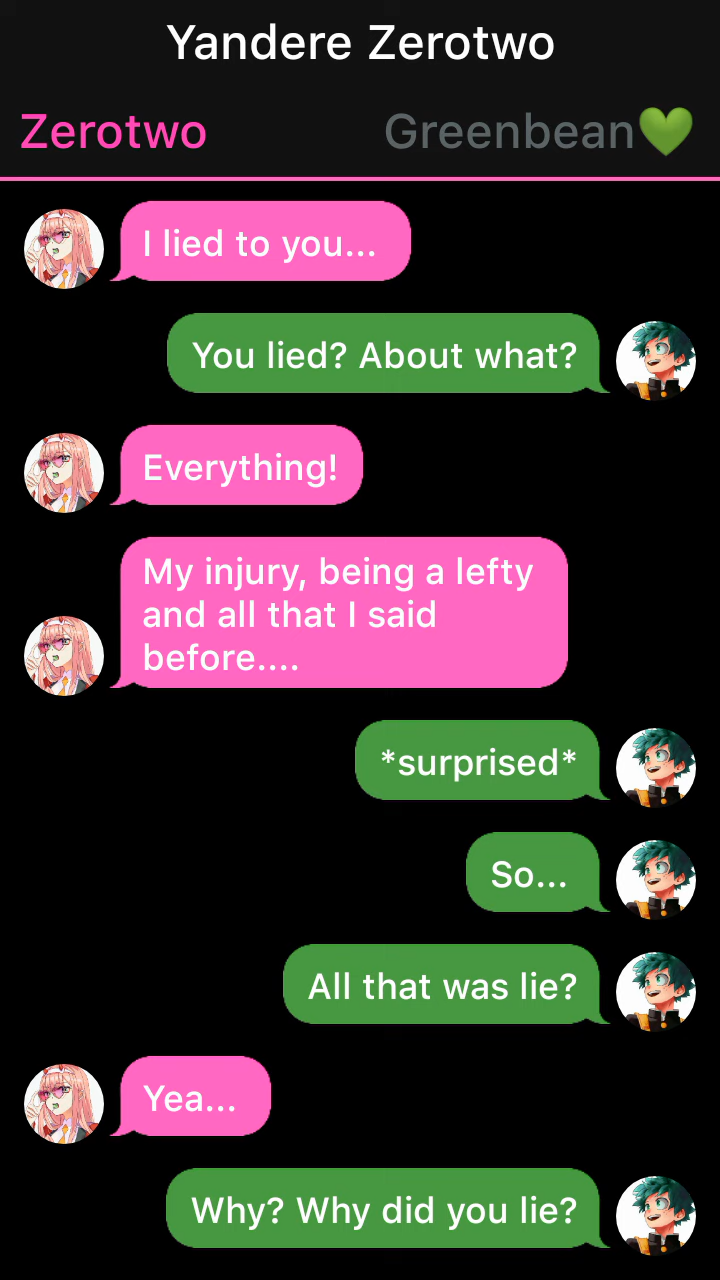 Yandere Zerotwo
Zerotwo
Greenbean💚
I lied to you...
You lied? About what?
Everything!
My injury, being a lefty
and all that I said
before....
*surprised*
So...
All that was lie?
Yea...
Why? Why did you lie?